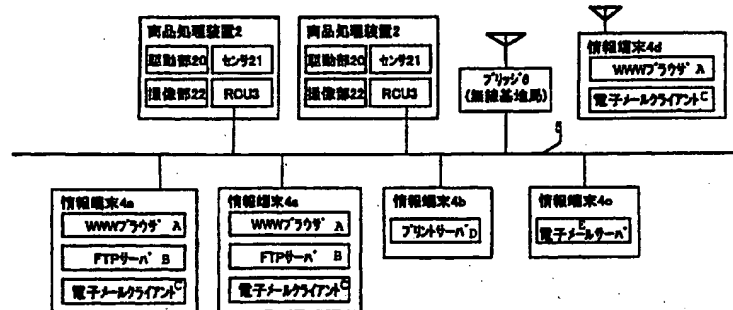 商品処理装置2
駆動部20 センサ21
撮像部22 RCU3
商品処理装置2
駆動部20 センサ21
撮像部22 RCU3
ブリッジ6
(無線基地局)
情報端末4d
WWWブラウザ A
電子メールクライアント C
5
情報端末4a
WWWブラウザ A
FTPサーバ B
電子メールクライアント C
情報端末4a
WWWブラウザ A
FTPサーバ B
電子メールクライアント C
情報端末4b
プリントサーバ D
情報端末4c
E
電子メールサーバ